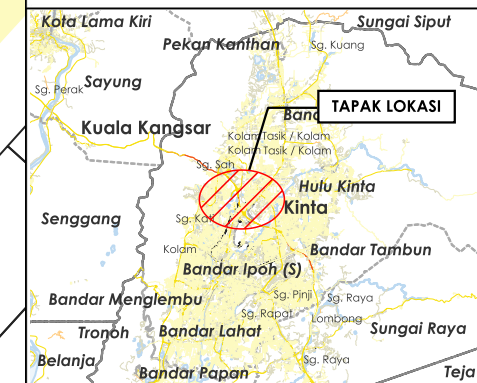 Kota Lama Kiri
Sungai Siput
Pekan Kanthan
Sg. Kuang
Sayung
Sg. Perak
TAPAK LOKASI
Kuala Kangsar
Kolam Tasik / Kolam
Kolam Tasik / Kolam
Sg. Sah
Hulu Kinta
Kinta
Senggang
Kolam
Bandar Tambun
Bandar Ipoh (S)
Bandar Menglembu
Sg. Pinji
Sg. Raya
Sg. Rapat
Lombong
Tronoh
Bandar Lahat
Sungai Raya
Belanja
Sg. Raya
Bandar Papan
Teja